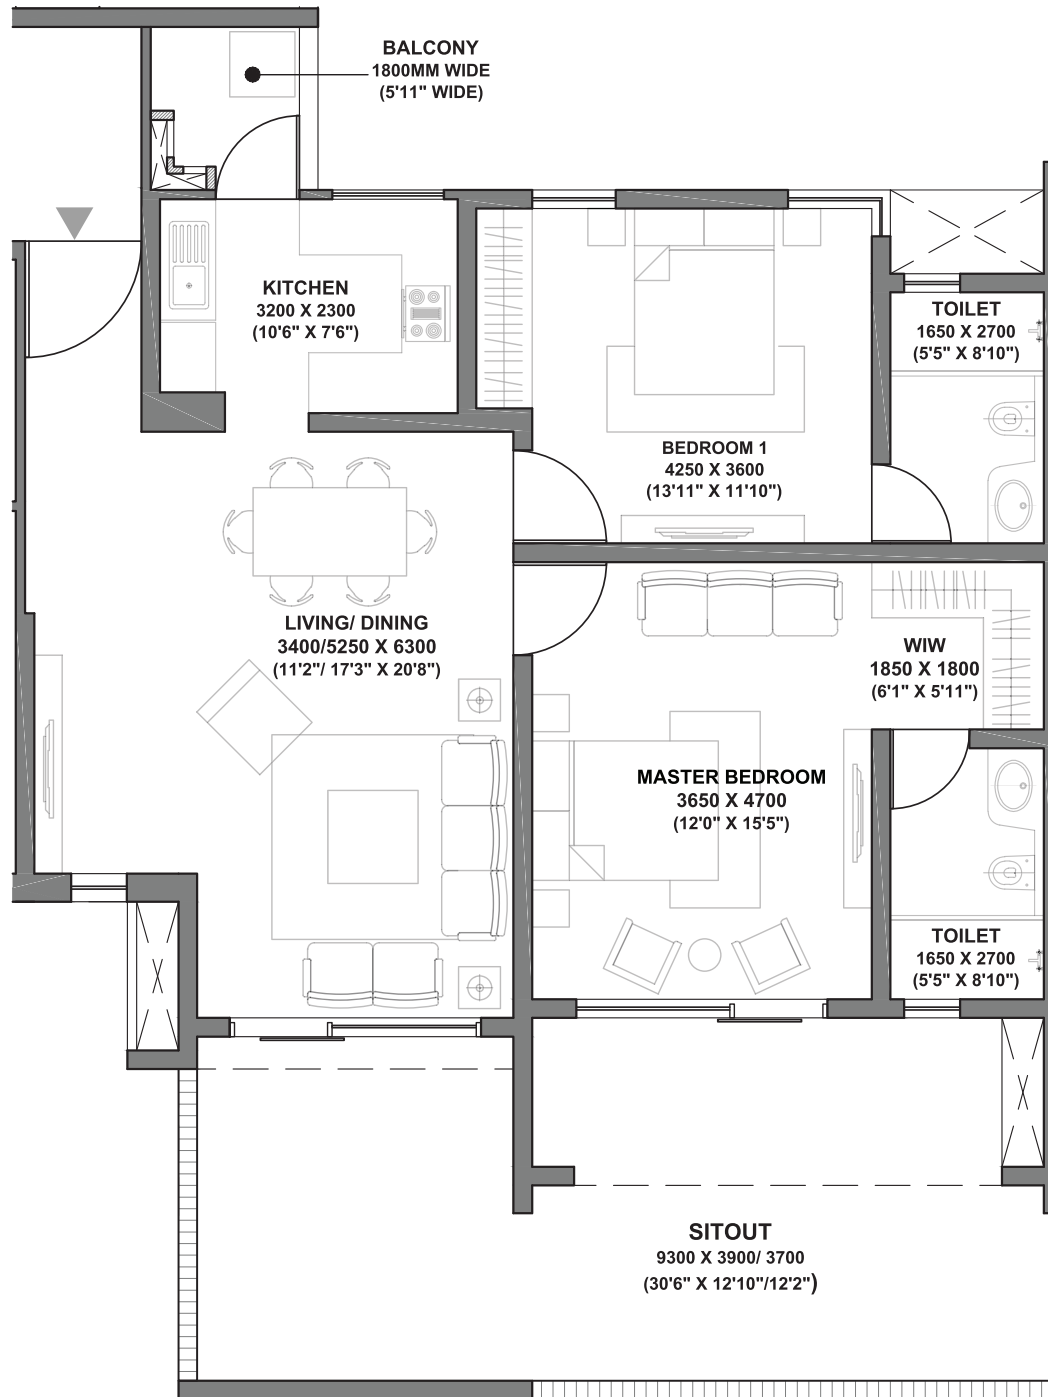 BALCONY
1800MM WIDE
(5'11" WIDE)
KITCHEN
3200 X 2300
(10'6" X 7'6")
TOILET
1650 X 2700
(5'5" X 8'10")
BEDROOM 1
4250 X 3600
(13'11" X 11'10")
LIVING/ DINING
3400/5250 X 6300
(11'2"/ 17'3" X 20'8")
WIW
1850 X 1800
(6'1" X 5'11")
MASTER BEDROOM
3650 X 4700
(12'0" X 15'5")
TOILET
1650 X 2700
(5'5" X 8'10")
SITOUT
9300 X 3900/ 3700
(30'6" X 12'10"/12'2")